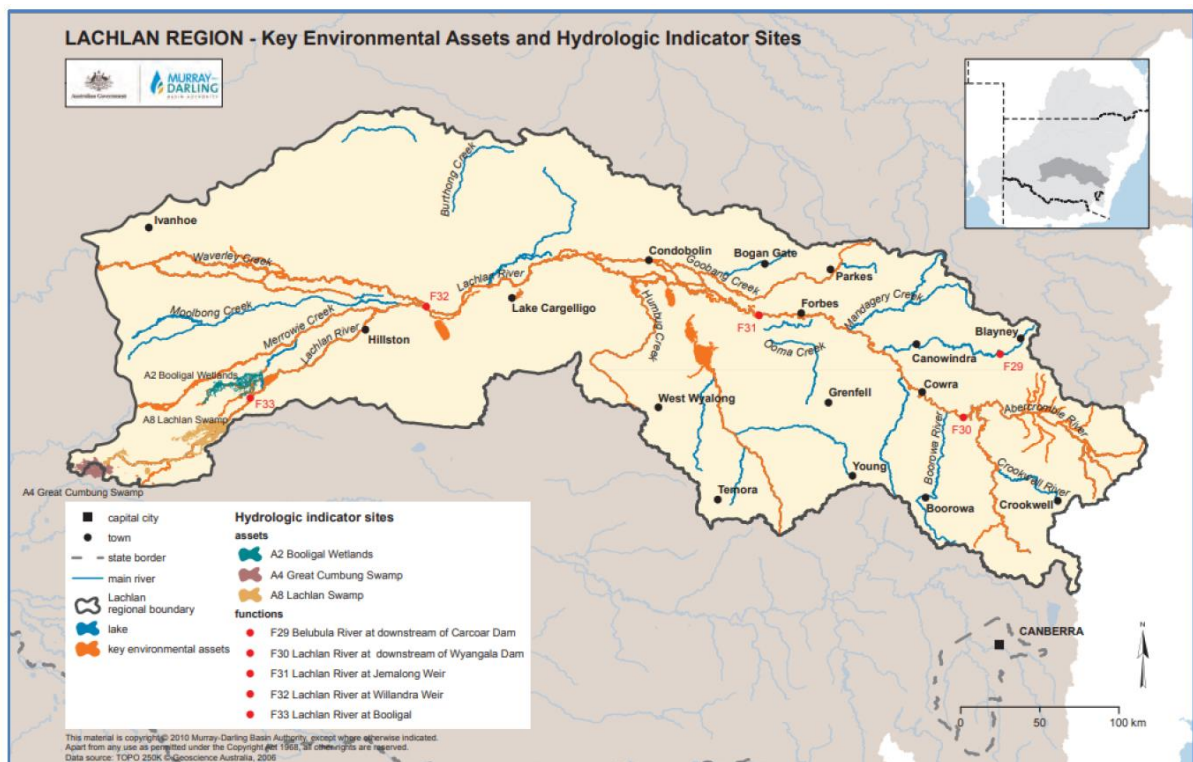 LACHLAN REGION - Key Environmental Assets and Hydrologic Indicator Sites
Australian Government
MURRAY-
DARLING
BASIN AUTHORITY
Burthong Creek
Ivanhoe
Waverley Creek
Condobolin
Bogan Gate
Goobang Creek
Parkes
Lachlan River
F32
Lake Cargelligo
Moolbong Creek
Merrowie Creek
Lachlan River
Hillston
Humbug Creek
F31
Forbes
Mandagery Creek
Blayney
Ooma Creek
Canowindra
F29
A2 Booligal Wetlands
F33
Grenfell
Cowra
West Wyalong
F30
Abercrombie River
A8 Lachlan Swamp
Boorowa River
Crookwell River
Young
Temora
Boorowa
Crookwell
A4 Great Cumbung Swamp
capital city
town
state border
main river
Lachlan
regional boundary
lake
key environmental assets
Hydrologic indicator sites
assets
A2 Booligal Wetlands
A4 Great Cumbung Swamp
A8 Lachlan Swamp
functions
F29 Belubula River at downstream of Carcoar Dam
F30 Lachlan River at downstream of Wyangala Dam
F31 Lachlan River at Jemalong Weir
F32 Lachlan River at Willandra Weir
F33 Lachlan River at Booligal
CANBERRA
N
0 50 100 km
This material is copyright © 2010 Murray-Darling Basin Authority, except where otherwise indicated.
Apart from any use as permitted under the Copyright Act 1968, all other rights are reserved.
Data source: TOPO 250K © Geoscience Australia, 2006